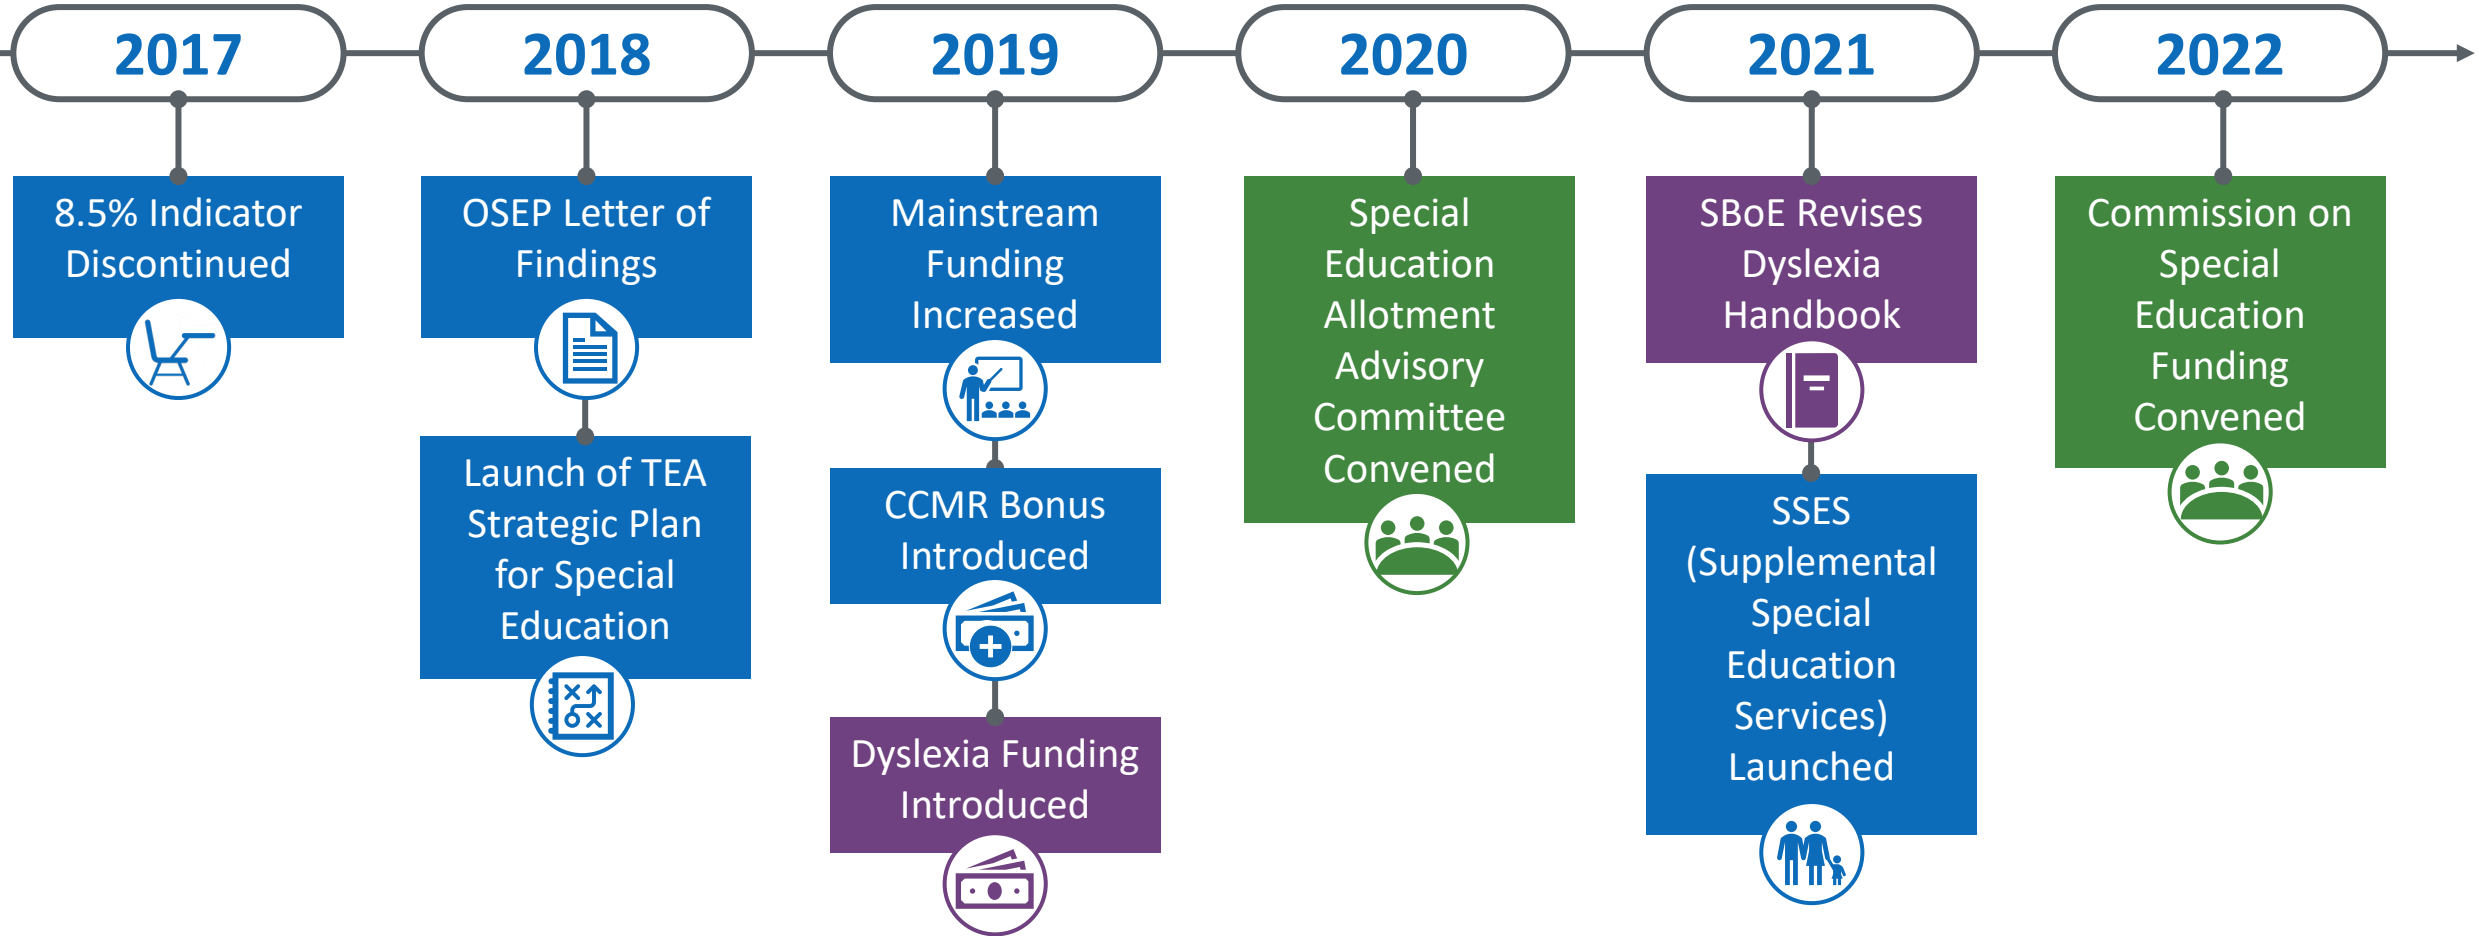 2017
8.5% Indicator
Discontinued
2018
OSEP Letter of
Findings
Launch of TEA
Strategic Plan
for Special
Education
2019
Mainstream
Funding
Increased
CCMR Bonus
Introduced
Dyslexia Funding
Introduced
2020
Special
Education
Allotment
Advisory
Committee
Convened
2021
SBoE Revises
Dyslexia
Handbook
SSES
(Supplemental
Special
Education
Services)
Launched
2022
Commission on
Special
Education
Funding
Convened